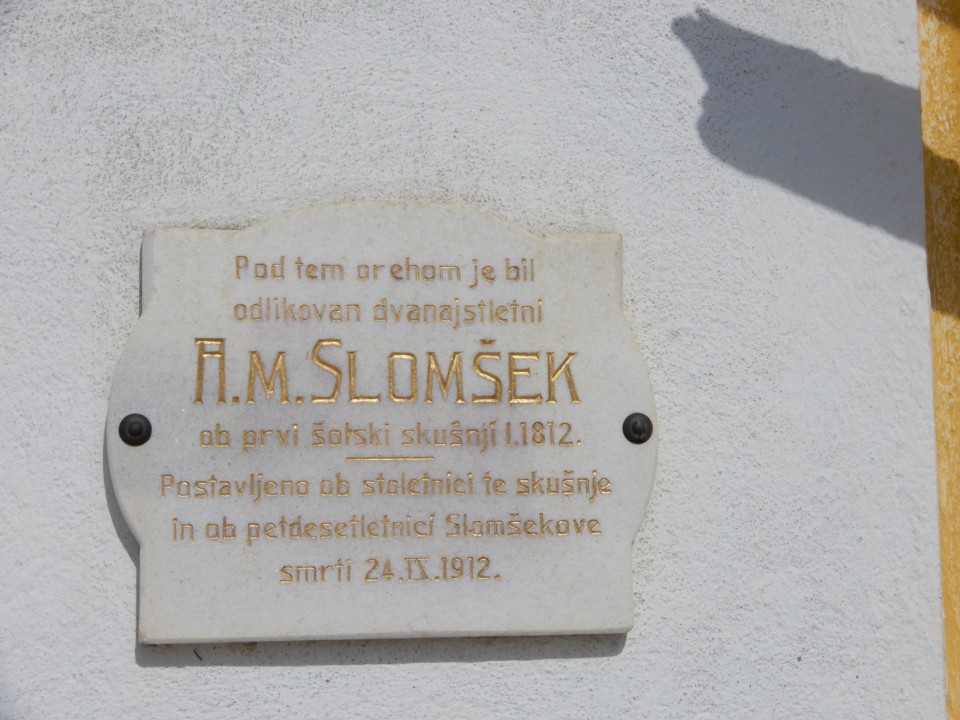 Pod tem orehom je bil
odlikovan dvanajstletni
A.M. SLOMŠEK
ob prvi šolski skušnji l.1812.
Postavljeno ob stoletnici te skušnje
in ob petdesetletnici Slomšekove
smrti 24.IX.1912.